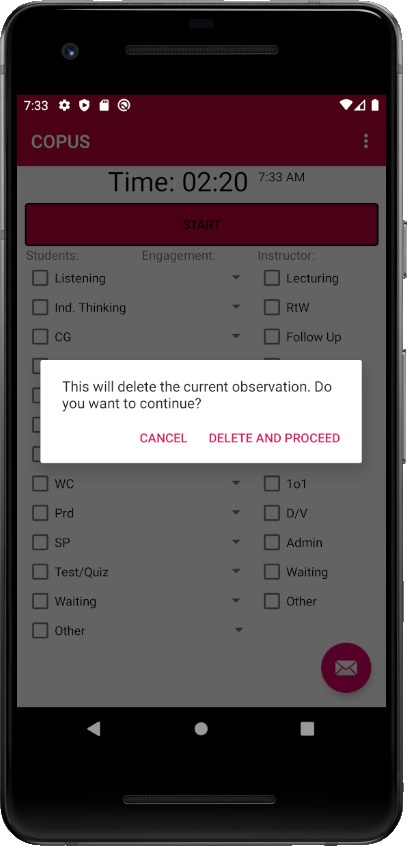 7:33
COPUS
Time: 02:20 7:33 AM
START
Students: Engagement: Instructor:
Listening Lecturing
Ind. Thinking RtW
CG Follow Up
This will delete the current observation. Do
you want to continue?
CANCEL DELETE AND PROCEED
WC 1o1
Prd D/V
SP Admin
Test/Quiz Waiting
Waiting Other
Other